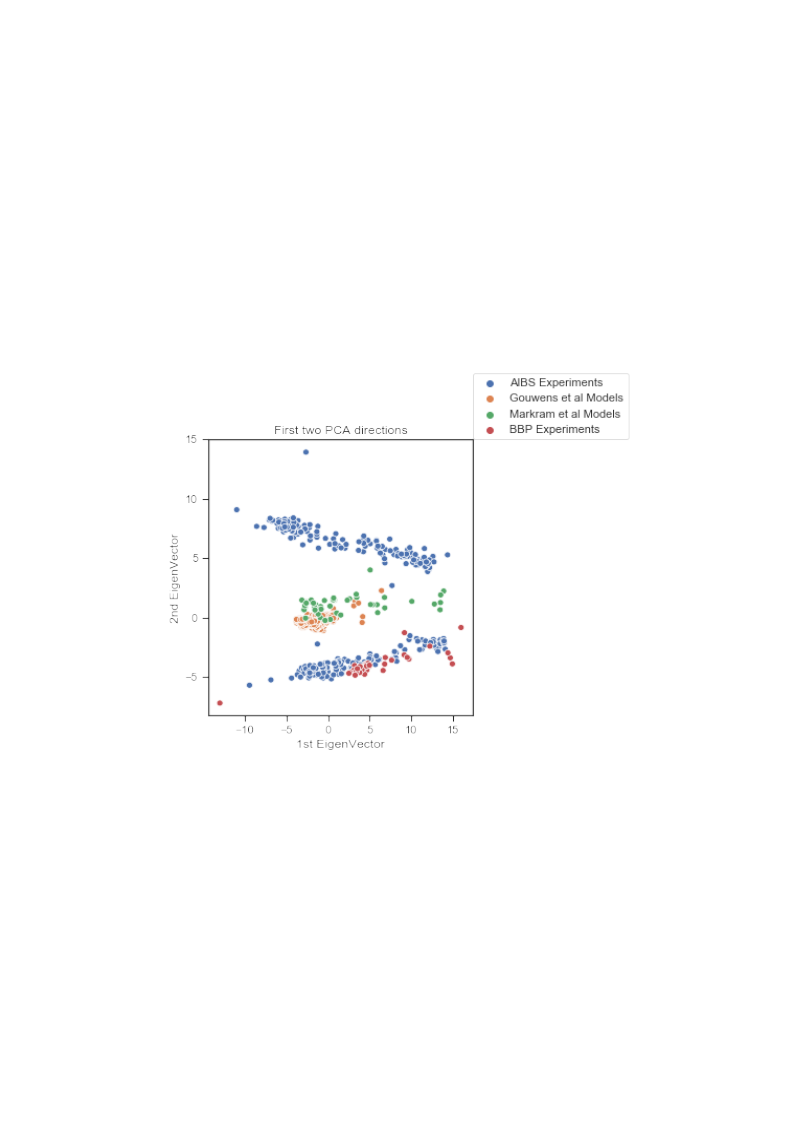 AIBS Experiments
Gouwens et al Models
Markram et al Models
BBP Experiments
First two PCA directions
15
10
5
0
−5
2nd EigenVector
−10
−5
0
5
10
15
1st EigenVector